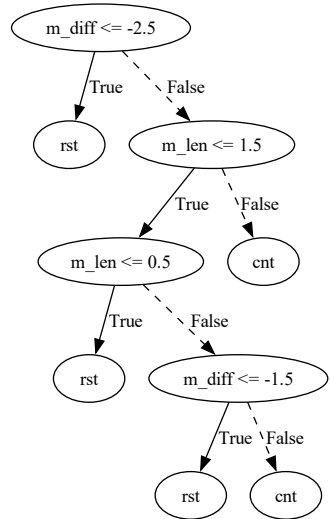 m_diff <= -2.5
True
False
rst
m_len <= 1.5
True
False
m_len <= 0.5
cnt
True
False
rst
m_diff <= -1.5
True
False
rst
cnt